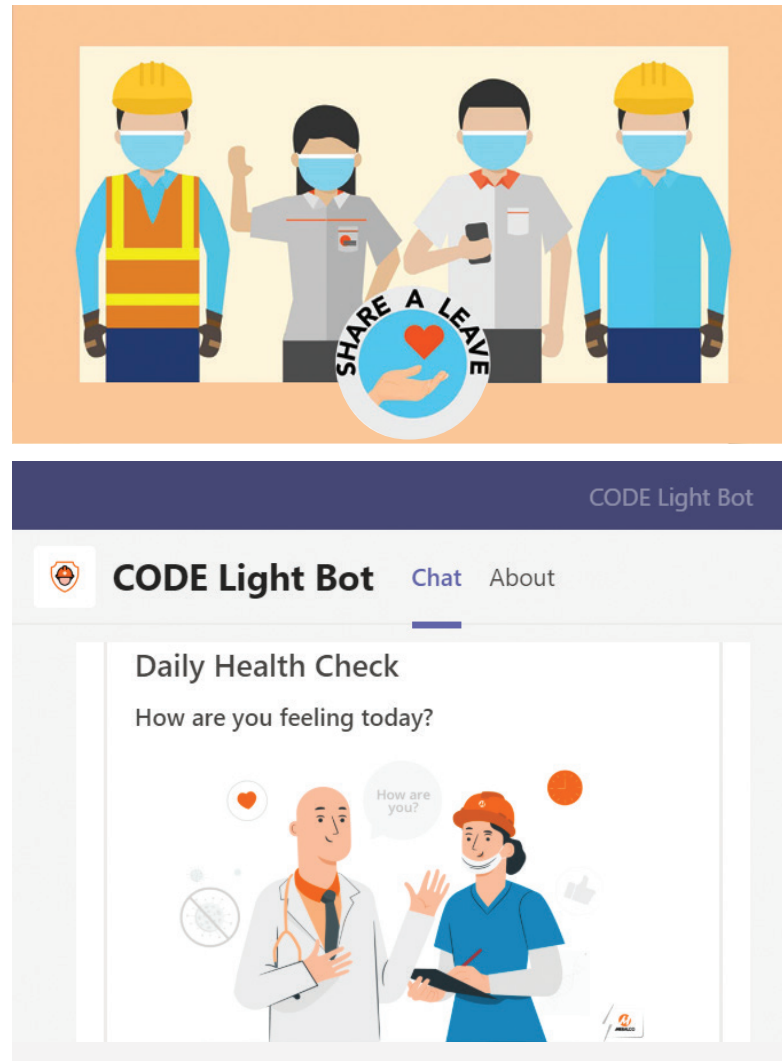 SHARE A LEAVE
CODE Light Bot
CODE Light Bot
Chat About
Daily Health Check
How are you feeling today?
How are
you?
MERALCO